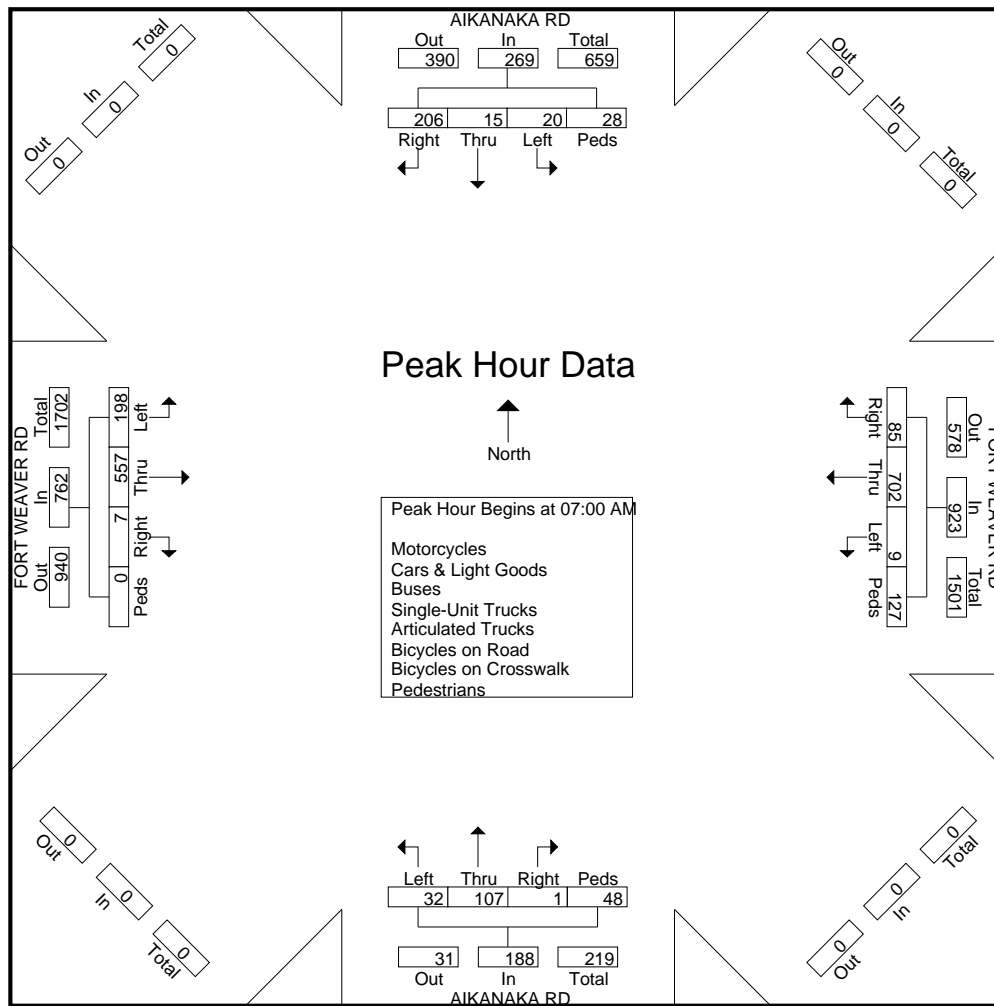 AIKANAKA RD
Out In Total
390 269 659
206 15 20 28
Right Thru Left Peds
Total
0
In
0
Out
0
Out
0
In
0
Total
0
Peak Hour Data
North
FORT WEAVER RD
Total In Out
1702 762 940
198 557 7 0
Left Thru Right Peds
Right Thru Left Peds
85 702 9 127
Out In Total
578 923 1501
FORT WEAVER RD
Peak Hour Begins at 07:00 AM
Motorcycles
Cars & Light Goods
Buses
Single-Unit Trucks
Articulated Trucks
Bicycles on Road
Bicycles on Crosswalk
Pedestrians
0
Out
0
In
0
Total
0
Total
0
In
0
Out
Left Thru Right Peds
32 107 1 48
31 188 219
Out In Total
AIKANAKA RD